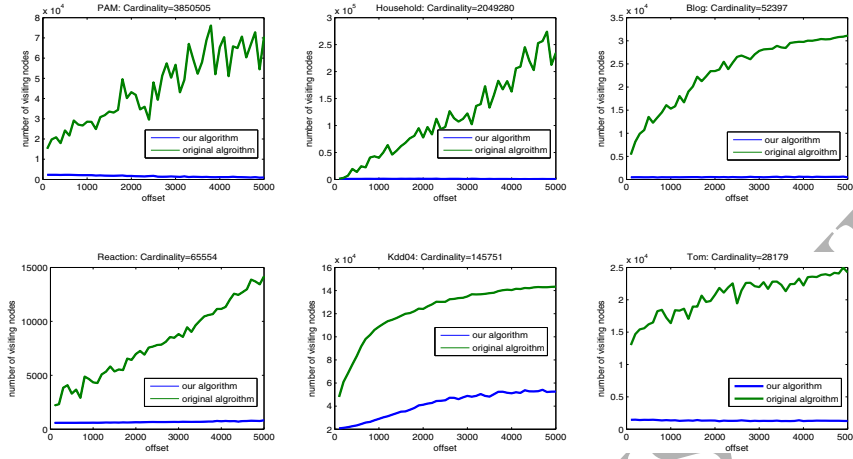 PAM: Cardinality=3850505
x 10^4
number of visiting nodes
8
7
6
5
4
3
2
1
0
our algorithm
original algroithm
0 1000 2000 3000 4000 5000
offset
Household: Cardinality=2049280
x 10^5
number of visiting nodes
3
2.5
2
1.5
1
0.5
0
our algorithm
original algroithm
0 1000 2000 3000 4000 5000
offset
Blog: Cardinality=52397
x 10^4
number of visiting nodes
3.5
3
2.5
2
1.5
1
0.5
0
our algorithm
original algroithm
0 1000 2000 3000 4000 5000
offset
Reaction: Cardinality=65554
number of visiting nodes
15000
10000
5000
0
our algorithm
original algroithm
0 1000 2000 3000 4000 5000
offset
Kdd04: Cardinality=145751
x 10^4
number of visiting nodes
16
14
12
10
8
6
4
2
our algorithm
original algroithm
0 1000 2000 3000 4000 5000
offset
Tom: Cardinality=28179
x 10^4
number of visiting nodes
2.5
2
1.5
1
0.5
0
our algorithm
original algroithm
0 1000 2000 3000 4000 500
offset